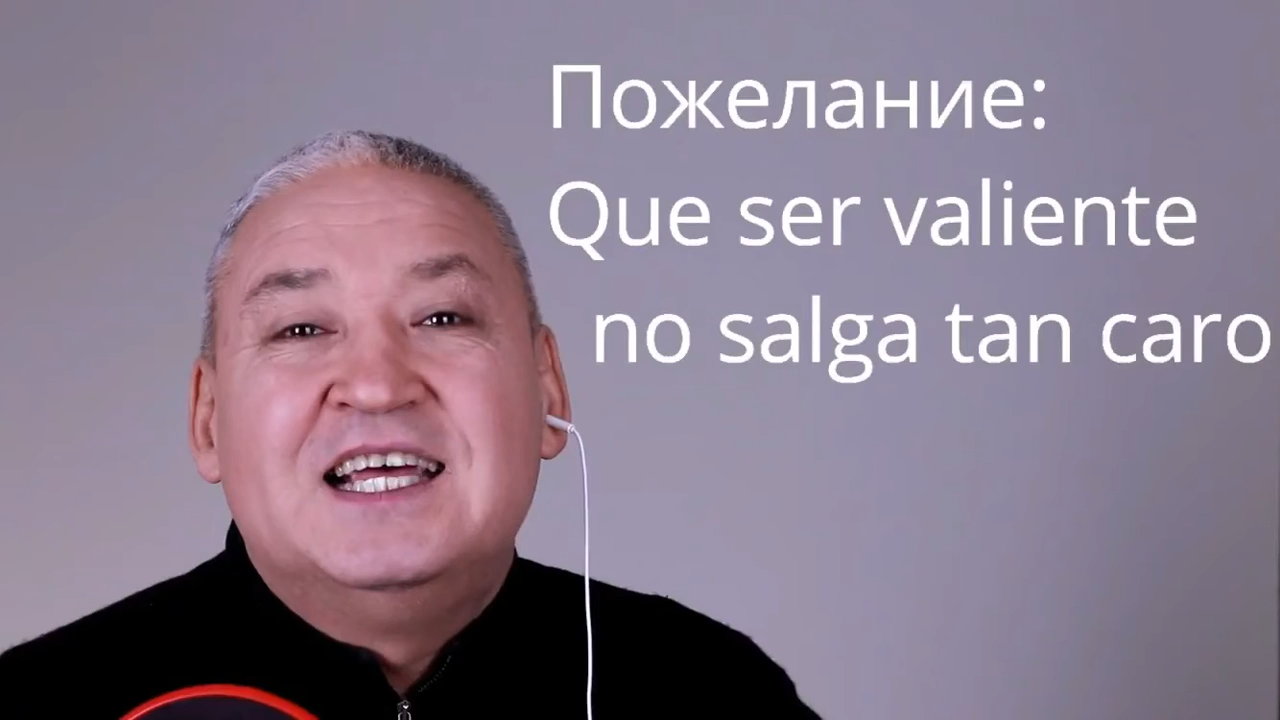 Пожелание:
Que ser valiente
no salga tan caro